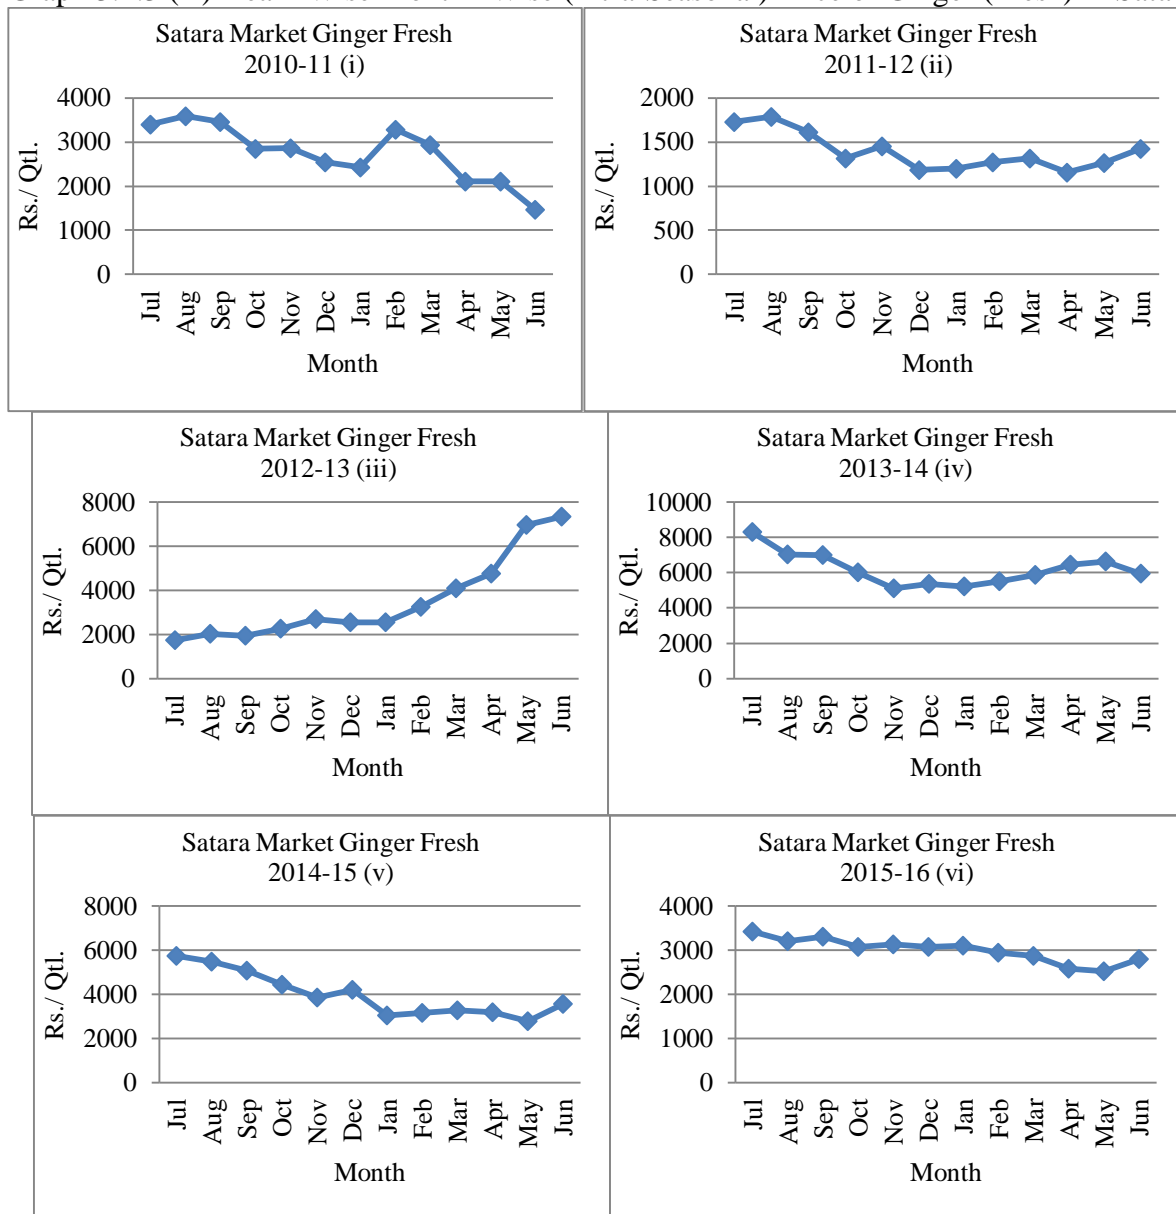 Wise Wise Seasonal) of Ginger
Satara Market Ginger Fresh
2010-11 (i)
4000
3000
2000
1000
0
Rs./ Qtl.
Jul Aug Sep Oct Nov Dec Jan Feb Mar Apr May Jun
Month
Satara Market Ginger Fresh
2011-12 (ii)
2000
1500
1000
500
0
Rs./ Qtl.
Jul Aug Sep Oct Nov Dec Jan Feb Mar Apr May Jun
Month
Satara Market Ginger Fresh
2012-13 (iii)
8000
6000
4000
2000
0
Rs./ Qtl.
Jul Aug Sep Oct Nov Dec Jan Feb Mar Apr May Jun
Month
Satara Market Ginger Fresh
2013-14 (iv)
10000
8000
6000
4000
2000
0
Rs./ Qtl.
Jul Aug Sep Oct Nov Dec Jan Feb Mar Apr May Jun
Month
Satara Market Ginger Fresh
2014-15 (v)
8000
6000
4000
2000
0
Rs./ Qtl.
Jul Aug Sep Oct Nov Dec Jan Feb Mar Apr May Jun
Month
Satara Market Ginger Fresh
2015-16 (vi)
4000
3000
2000
1000
0
Rs./ Qtl.
Jul Aug Sep Oct Nov Dec Jan Feb Mar Apr May Jun
Month